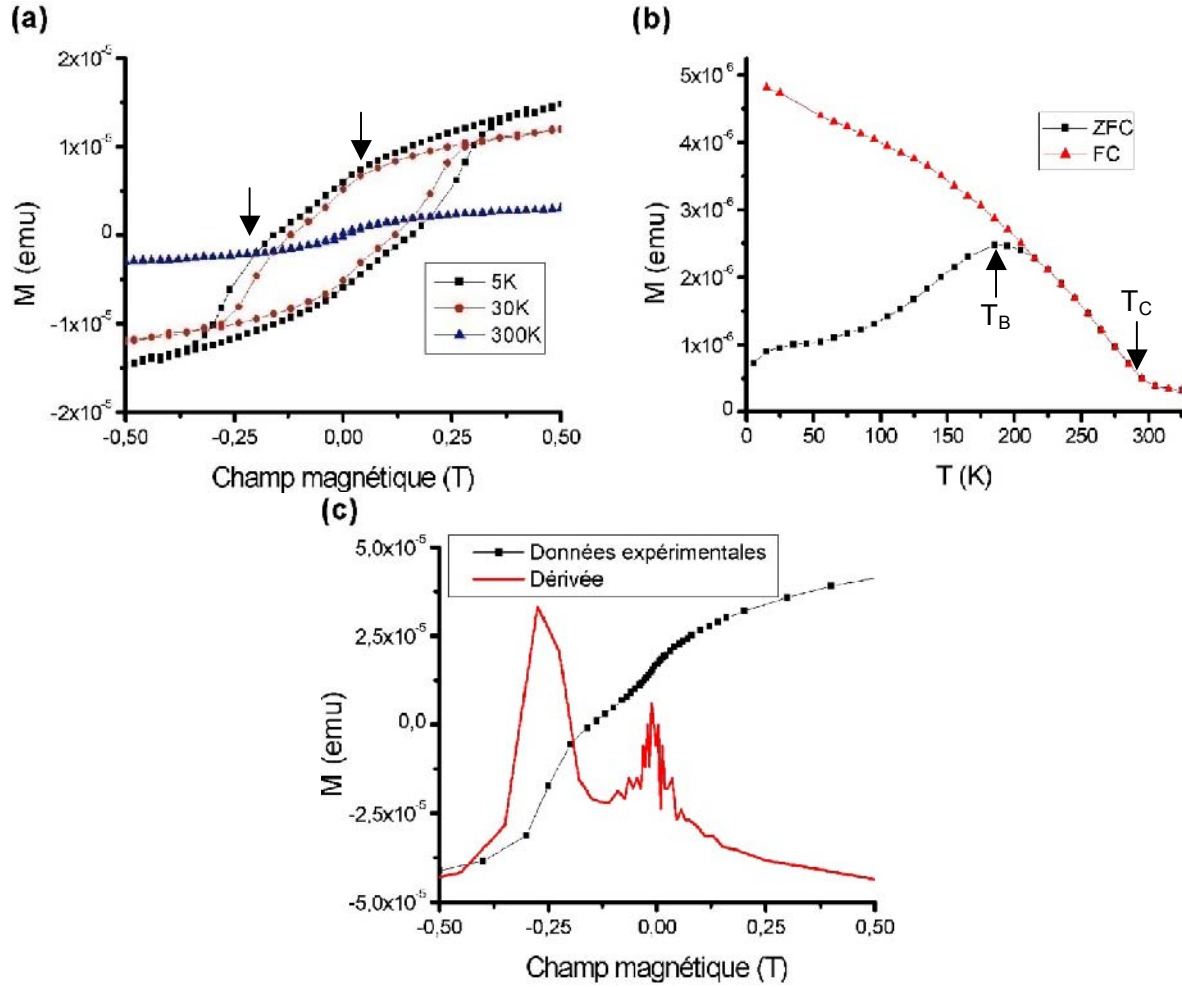 (a)
2x10⁻⁵
1x10⁻⁵
0
-1x10⁻⁵
-2x10⁻⁵
M (emu)
5K
30K
300K
-0,50
-0,25
0,00
0,25
0,50
Champ magnétique (T)
(b)
5x10⁻⁶
4x10⁻⁶
3x10⁻⁶
2x10⁻⁶
1x10⁻⁶
0
M (emu)
ZFC
FC
T_B
T_C
0
50
100
150
200
250
300
T (K)
(c)
5,0x10⁻⁵
2,5x10⁻⁵
0,0
-2,5x10⁻⁵
-5,0x10⁻⁵
M (emu)
Données expérimentales
Dérivée
-0,50
-0,25
0.00
0,25
0,50
Champ magnétique (T)